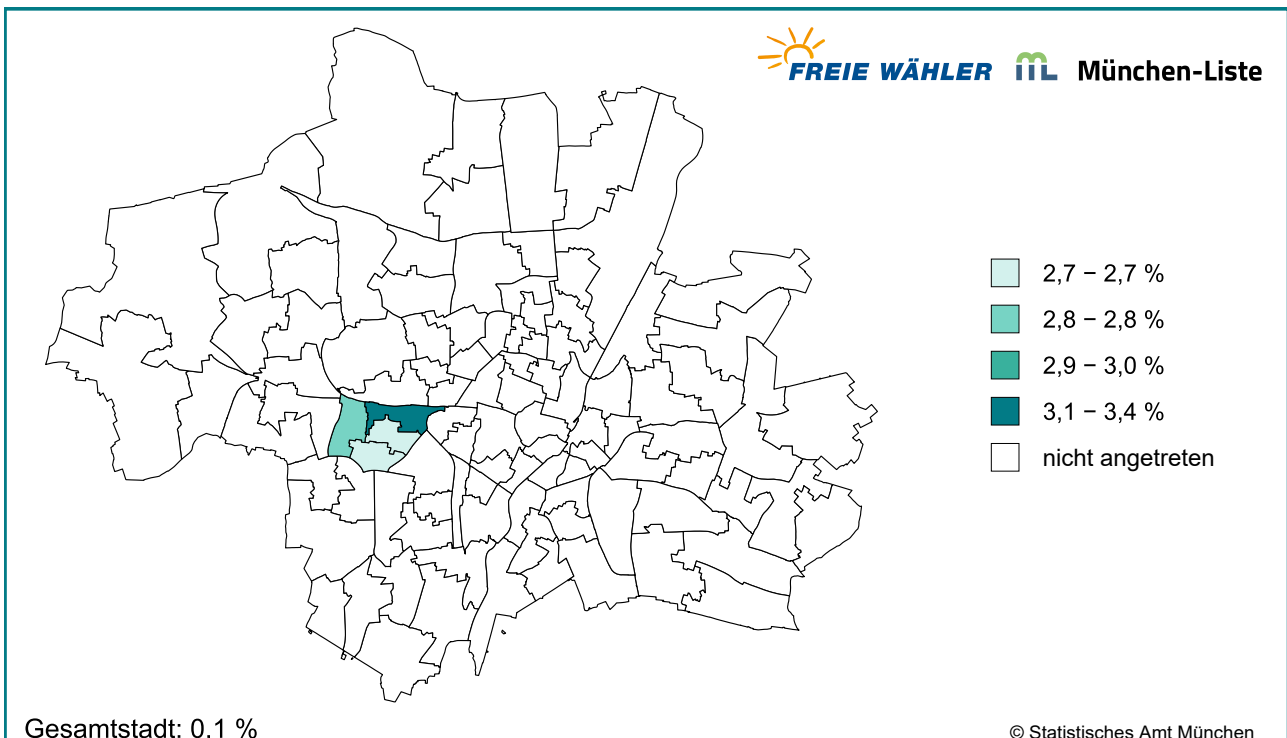 FREIE WÄHLER mL München-Liste
2,7 – 2,7 %
2,8 – 2,8 %
2,9 – 3,0 %
3,1 – 3,4 %
nicht angetreten
Gesamtstadt: 0,1 %
© Statistisches Amt München